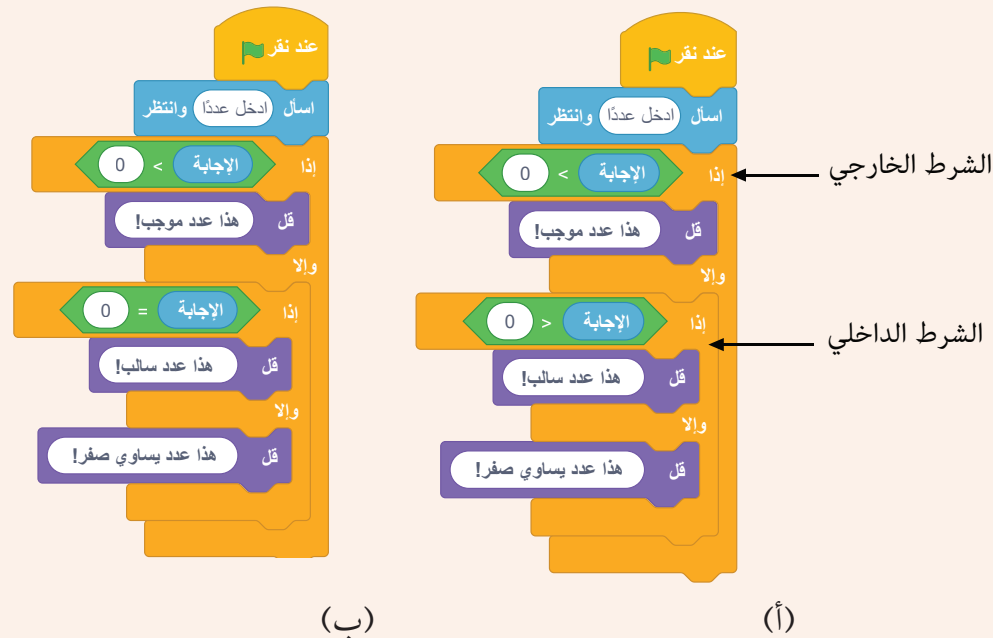 عند نقر
اسأل ادخل عددًا وانتظر
إذا الإجابة > 0
الشرط الخارجي
قل هذا عدد موجب!
وإلا
إذا الإجابة < 0
الشرط الداخلي
قل هذا عدد سالب!
وإلا
قل هذا عدد يساوي صفر!
(أ)
عند نقر
اسأل ادخل عددًا وانتظر
إذا الإجابة > 0
قل هذا عدد موجب!
وإلا
إذا الإجابة = 0
قل هذا عدد سالب!
وإلا
قل هذا عدد يساوي صفر!
(ب)